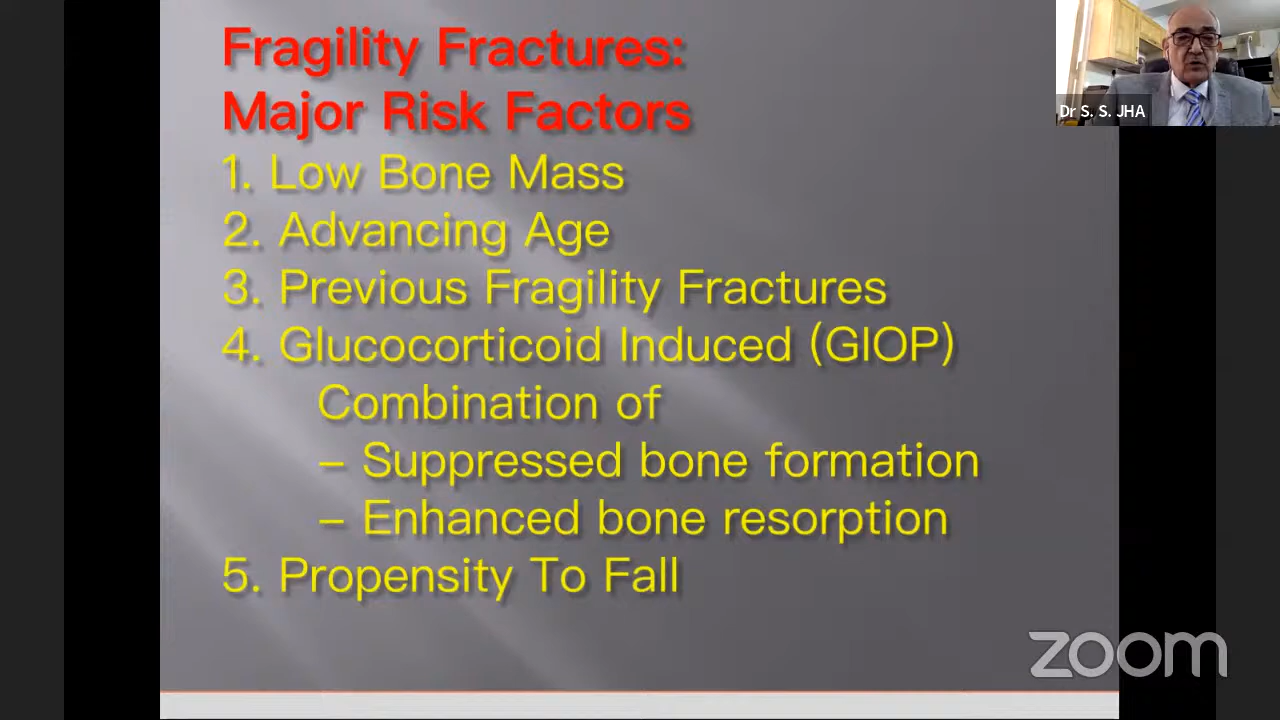 Fragility Fractures:
Major Risk Factors
1. Low Bone Mass
2. Advancing Age
3. Previous Fragility Fractures
4. Glucocorticoid Induced (GIOP)
Combination of
– Suppressed bone formation
– Enhanced bone resorption
5. Propensity To Fall
Dr S. S. JHA
zoom